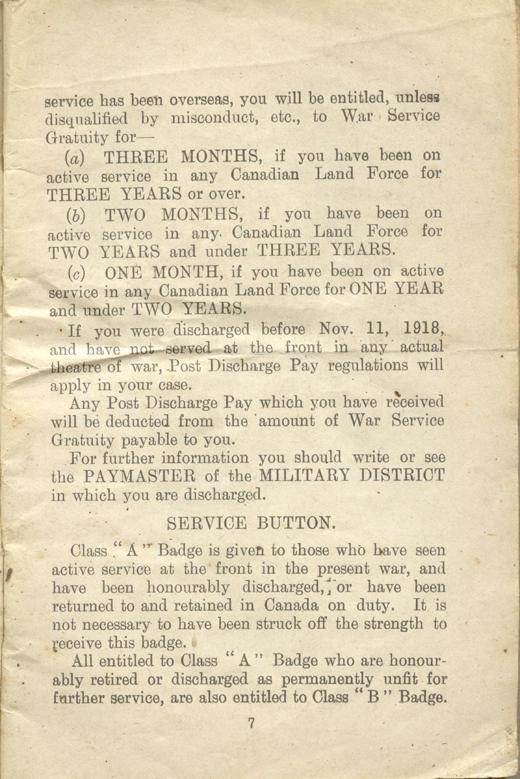 service has been overseas, you will be entitled, unless
disqualified by misconduct, etc., to War Service
Gratuity for—
(a) THREE MONTHS, if you have been on
active service in any Canadian Land Force for
THREE YEARS or over.
(b) TWO MONTHS, if you have been on
active service in any Canadian Land Force for
TWO YEARS and under THREE YEARS.
(c) ONE MONTH, if you have been on active
service in any Canadian Land Force for ONE YEAR
and under TWO YEARS.
If you were discharged before Nov. 11, 1918,
and have not served at the front in any actual
theatre of war, Post Discharge Pay regulations will
apply in your case.
Any Post Discharge Pay which you have received
will be deducted from the amount of War Service
Gratuity payable to you.
For further information you should write or see
the PAYMASTER of the MILITARY DISTRICT
in which you are discharged.
SERVICE BUTTON.
Class "A" Badge is given to those who have seen
active service at the front in the present war, and
have been honourably discharged, or have been
returned to and retained in Canada on duty. It is
not necessary to have been struck off the strength to
receive this badge.
All entitled to Class "A" Badge who are honour-
ably retired or discharged as permanently unfit for
further service, are also entitled to Class "B" Badge.
7